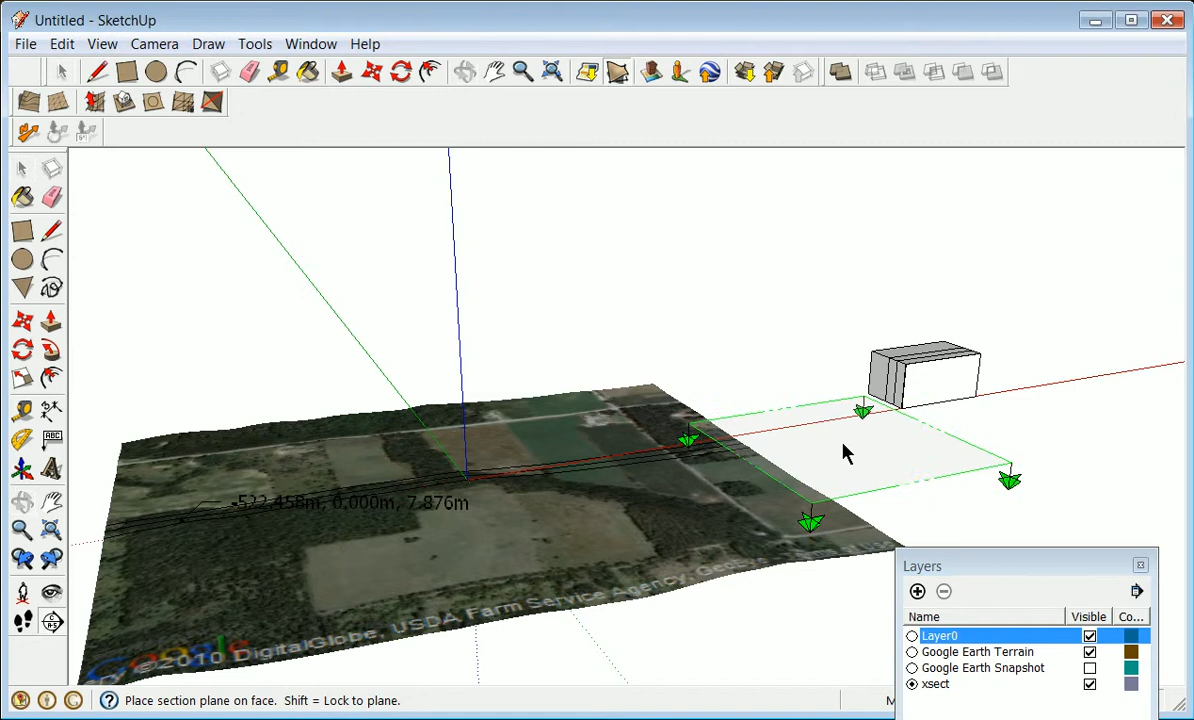 Untitled - SketchUp
File Edit View Camera Draw Tools Window Help
ABC
-522.458m, 0.000m, 7.876m
©2010 DigitalGlobe, USDA Farm Service Agency,
Google
Layers
Name Visible Co...
Layer0
Google Earth Terrain
Google Earth Snapshot
xsect
Place section plane on face. Shift = Lock to plane.
M